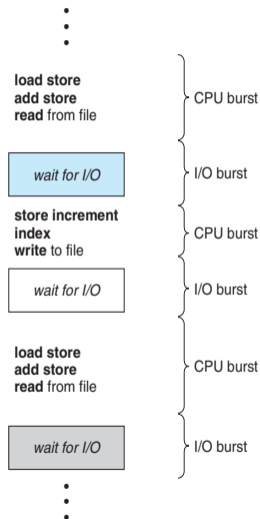 load store
add store
read from file
CPU burst
wait for I/O
I/O burst
store increment
index
write to file
CPU burst
wait for I/O
I/O burst
load store
add store
read from file
CPU burst
wait for I/O
I/O burst